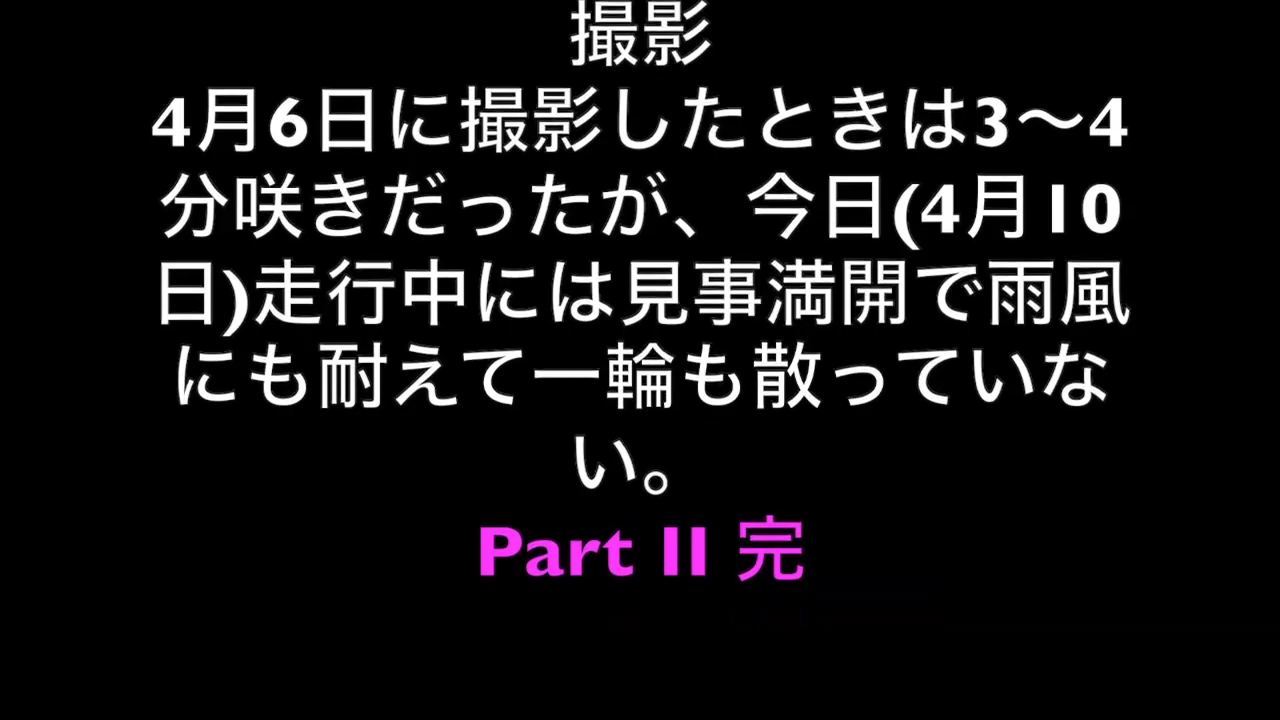 撮影
4月6日に撮影したときは3〜4
分咲きだったが、今日(4月10
日)走行中には見事満開で雨風
にも耐えて一輪も散っていな
い。
Part II 完